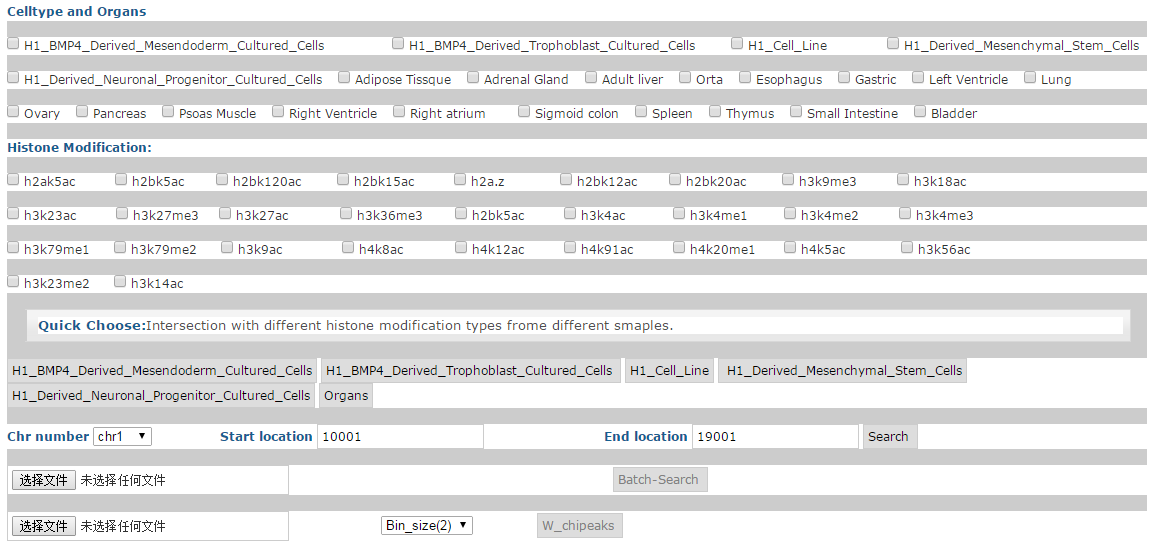 Celltype and Organs
H1_BMP4_Derived_Mesendoderm_Cultured_Cells H1_BMP4_Derived_Trophoblast_Cultured_Cells H1_Cell_Line H1_Derived_Mesenchymal_Stem_Cells
H1_Derived_Neuronal_Progenitor_Cultured_Cells Adipose Tissque Adrenal Gland Adult liver Orta Esophagus Gastric Left Ventricle Lung
Ovary Pancreas Psoas Muscle Right Ventricle Right atrium Sigmoid colon Spleen Thymus Small Intestine Bladder
Histone Modification:
h2ak5ac h2bk5ac h2bk120ac h2bk15ac h2a.z h2bk12ac h2bk20ac h3k9me3 h3k18ac
h3k23ac h3k27me3 h3k27ac h3k36me3 h2bk5ac h3k4ac h3k4me1 h3k4me2 h3k4me3
h3k79me1 h3k79me2 h3k9ac h4k8ac h4k12ac h4k91ac h4k20me1 h4k5ac h3k56ac
h3k23me2 h3k14ac
Quick Choose:Intersection with different histone modification types frome different smaples.
H1_BMP4_Derived_Mesendoderm_Cultured_Cells H1_BMP4_Derived_Trophoblast_Cultured_Cells H1_Cell_Line H1_Derived_Mesenchymal_Stem_Cells
H1_Derived_Neuronal_Progenitor_Cultured_Cells Organs
Chr number chr1 Start location 10001 End location 19001 Search
选择文件 未选择任何文件 Batch-Search
选择文件 未选择任何文件 Bin_size(2) W_chipeaks